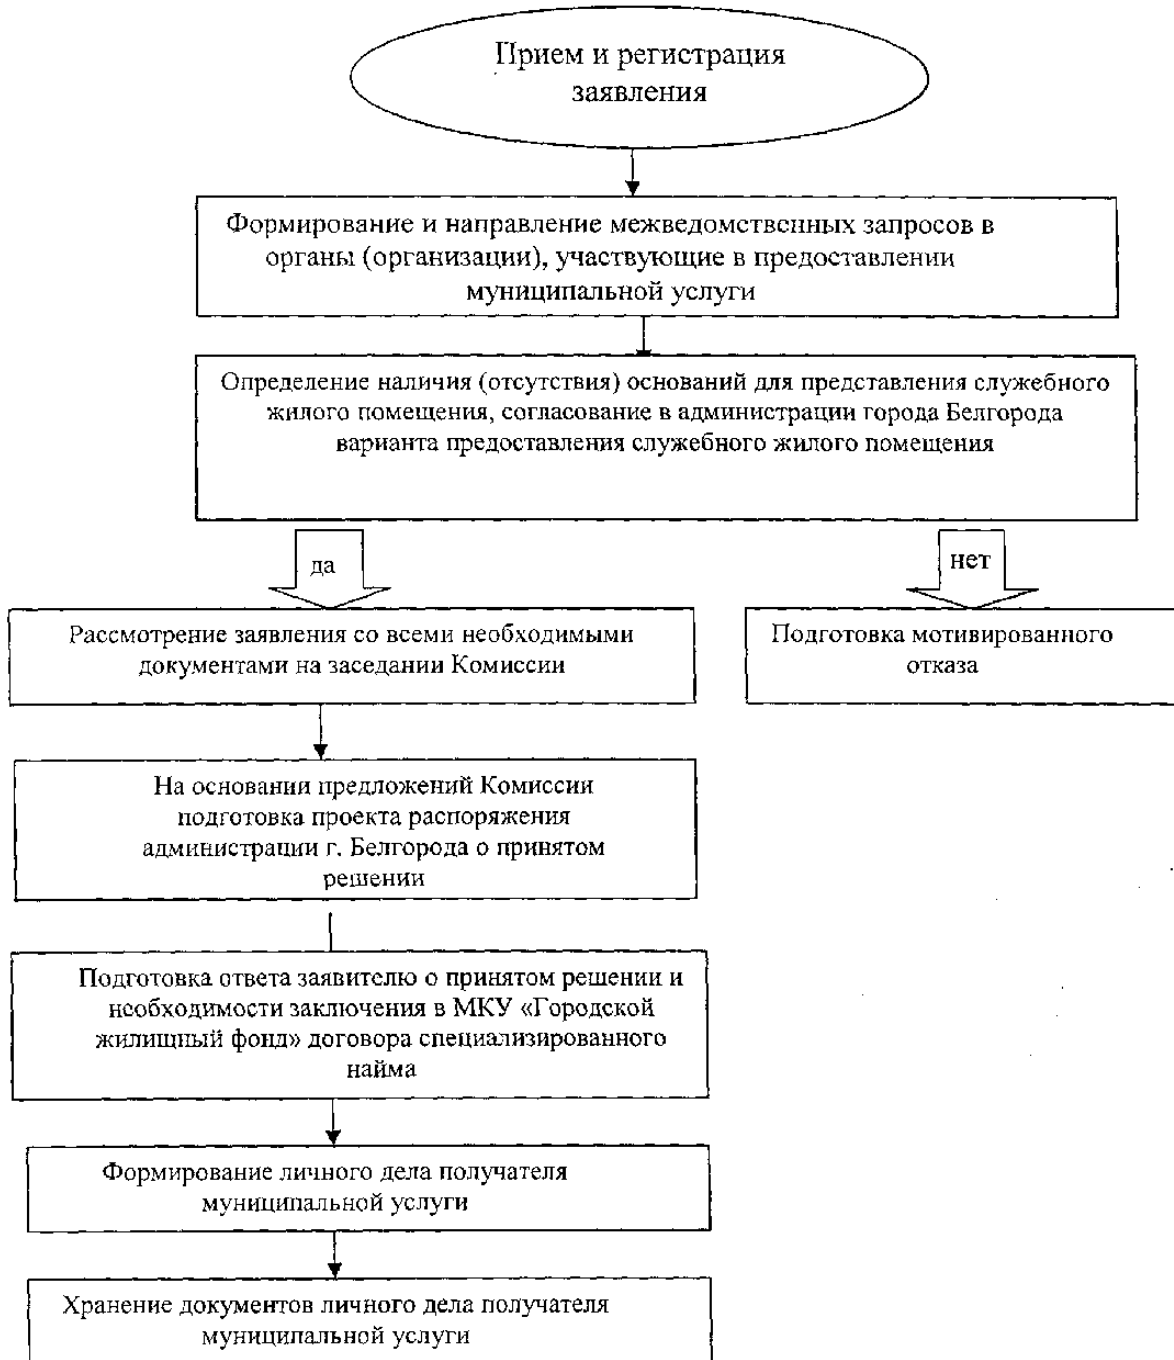 Прием и регистрация
заявления
Формирование и направление межведомственных запросов в
органы (организации), участвующие в предоставлении
муниципальной услуги
Определение наличия (отсутствия) оснований для представления служебного
жилого помещения, согласование в администрации города Белгорода
варианта предоставления служебного жилого помещения
да
нет
Рассмотрение заявления со всеми необходимыми
документами на заседании Комиссии
Подготовка мотивированного
отказа
На основании предложений Комиссии
подготовка проекта распоряжения
администрации г. Белгорода о принятом
решении
Подготовка ответа заявителю о принятом решении и
необходимости заключения в МКУ «Городской
жилищный фонд» договора специализированного
найма
Формирование личного дела получателя
муниципальной услуги
Хранение документов личного дела получателя
муниципальной услуги